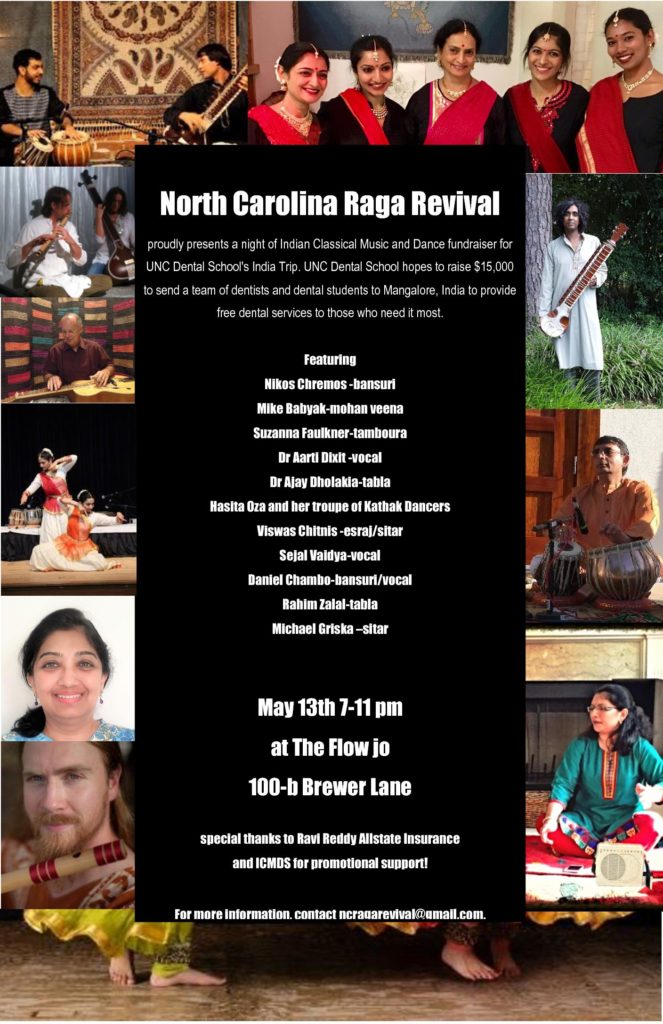 North Carolina Raga Revival
proudly presents a night of Indian Classical Music and Dance fundraiser for
UNC Dental School's India Trip. UNC Dental School hopes to raise $15,000
to send a team of dentists and dental students to Mangalore, India to provide
free dental services to those who need it most.
Featuring
Nikos Chremos -bansuri
Mike Babyak-mohan veena
Suzanna Faulkner-tamboura
Dr Aarti Dixit -vocal
Dr Ajay Dholakia-tabla
Hasita Oza and her troupe of Kathak Dancers
Viswas Chitnis -esraj/sitar
Sejal Vaidya-vocal
Daniel Chambo-bansuri/vocal
Rahim Zalal-tabla
Michael Griska –sitar
May 13th 7-11 pm
at The Flow jo
100-b Brewer Lane
special thanks to Ravi Reddy Allstate Insurance
and ICMDS for promotional support!
For more information, contact ncragarevival@gmail.com.